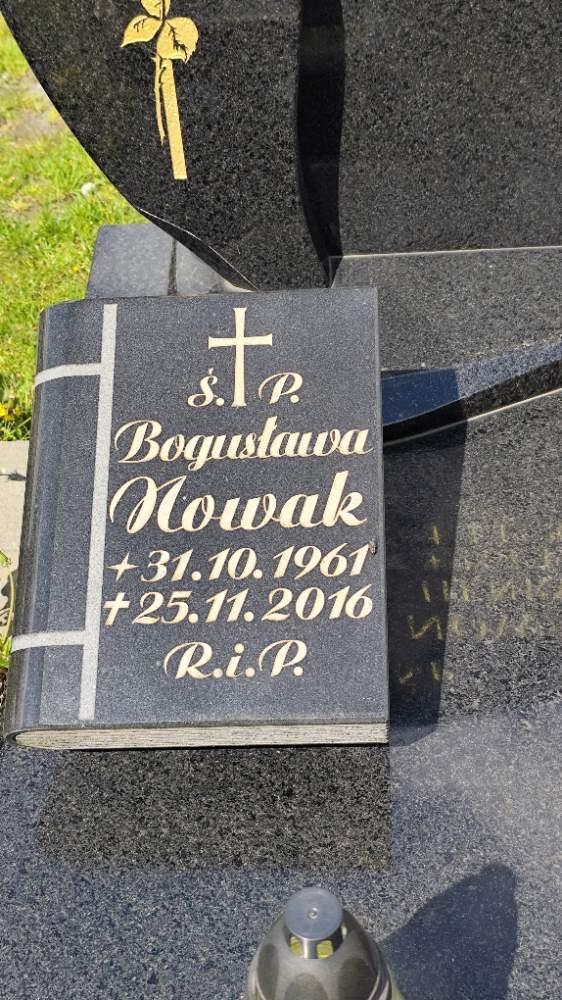 Ś. P.
Bogusława
Nowak
31.10.1961
25.11.2016
R.i.P.